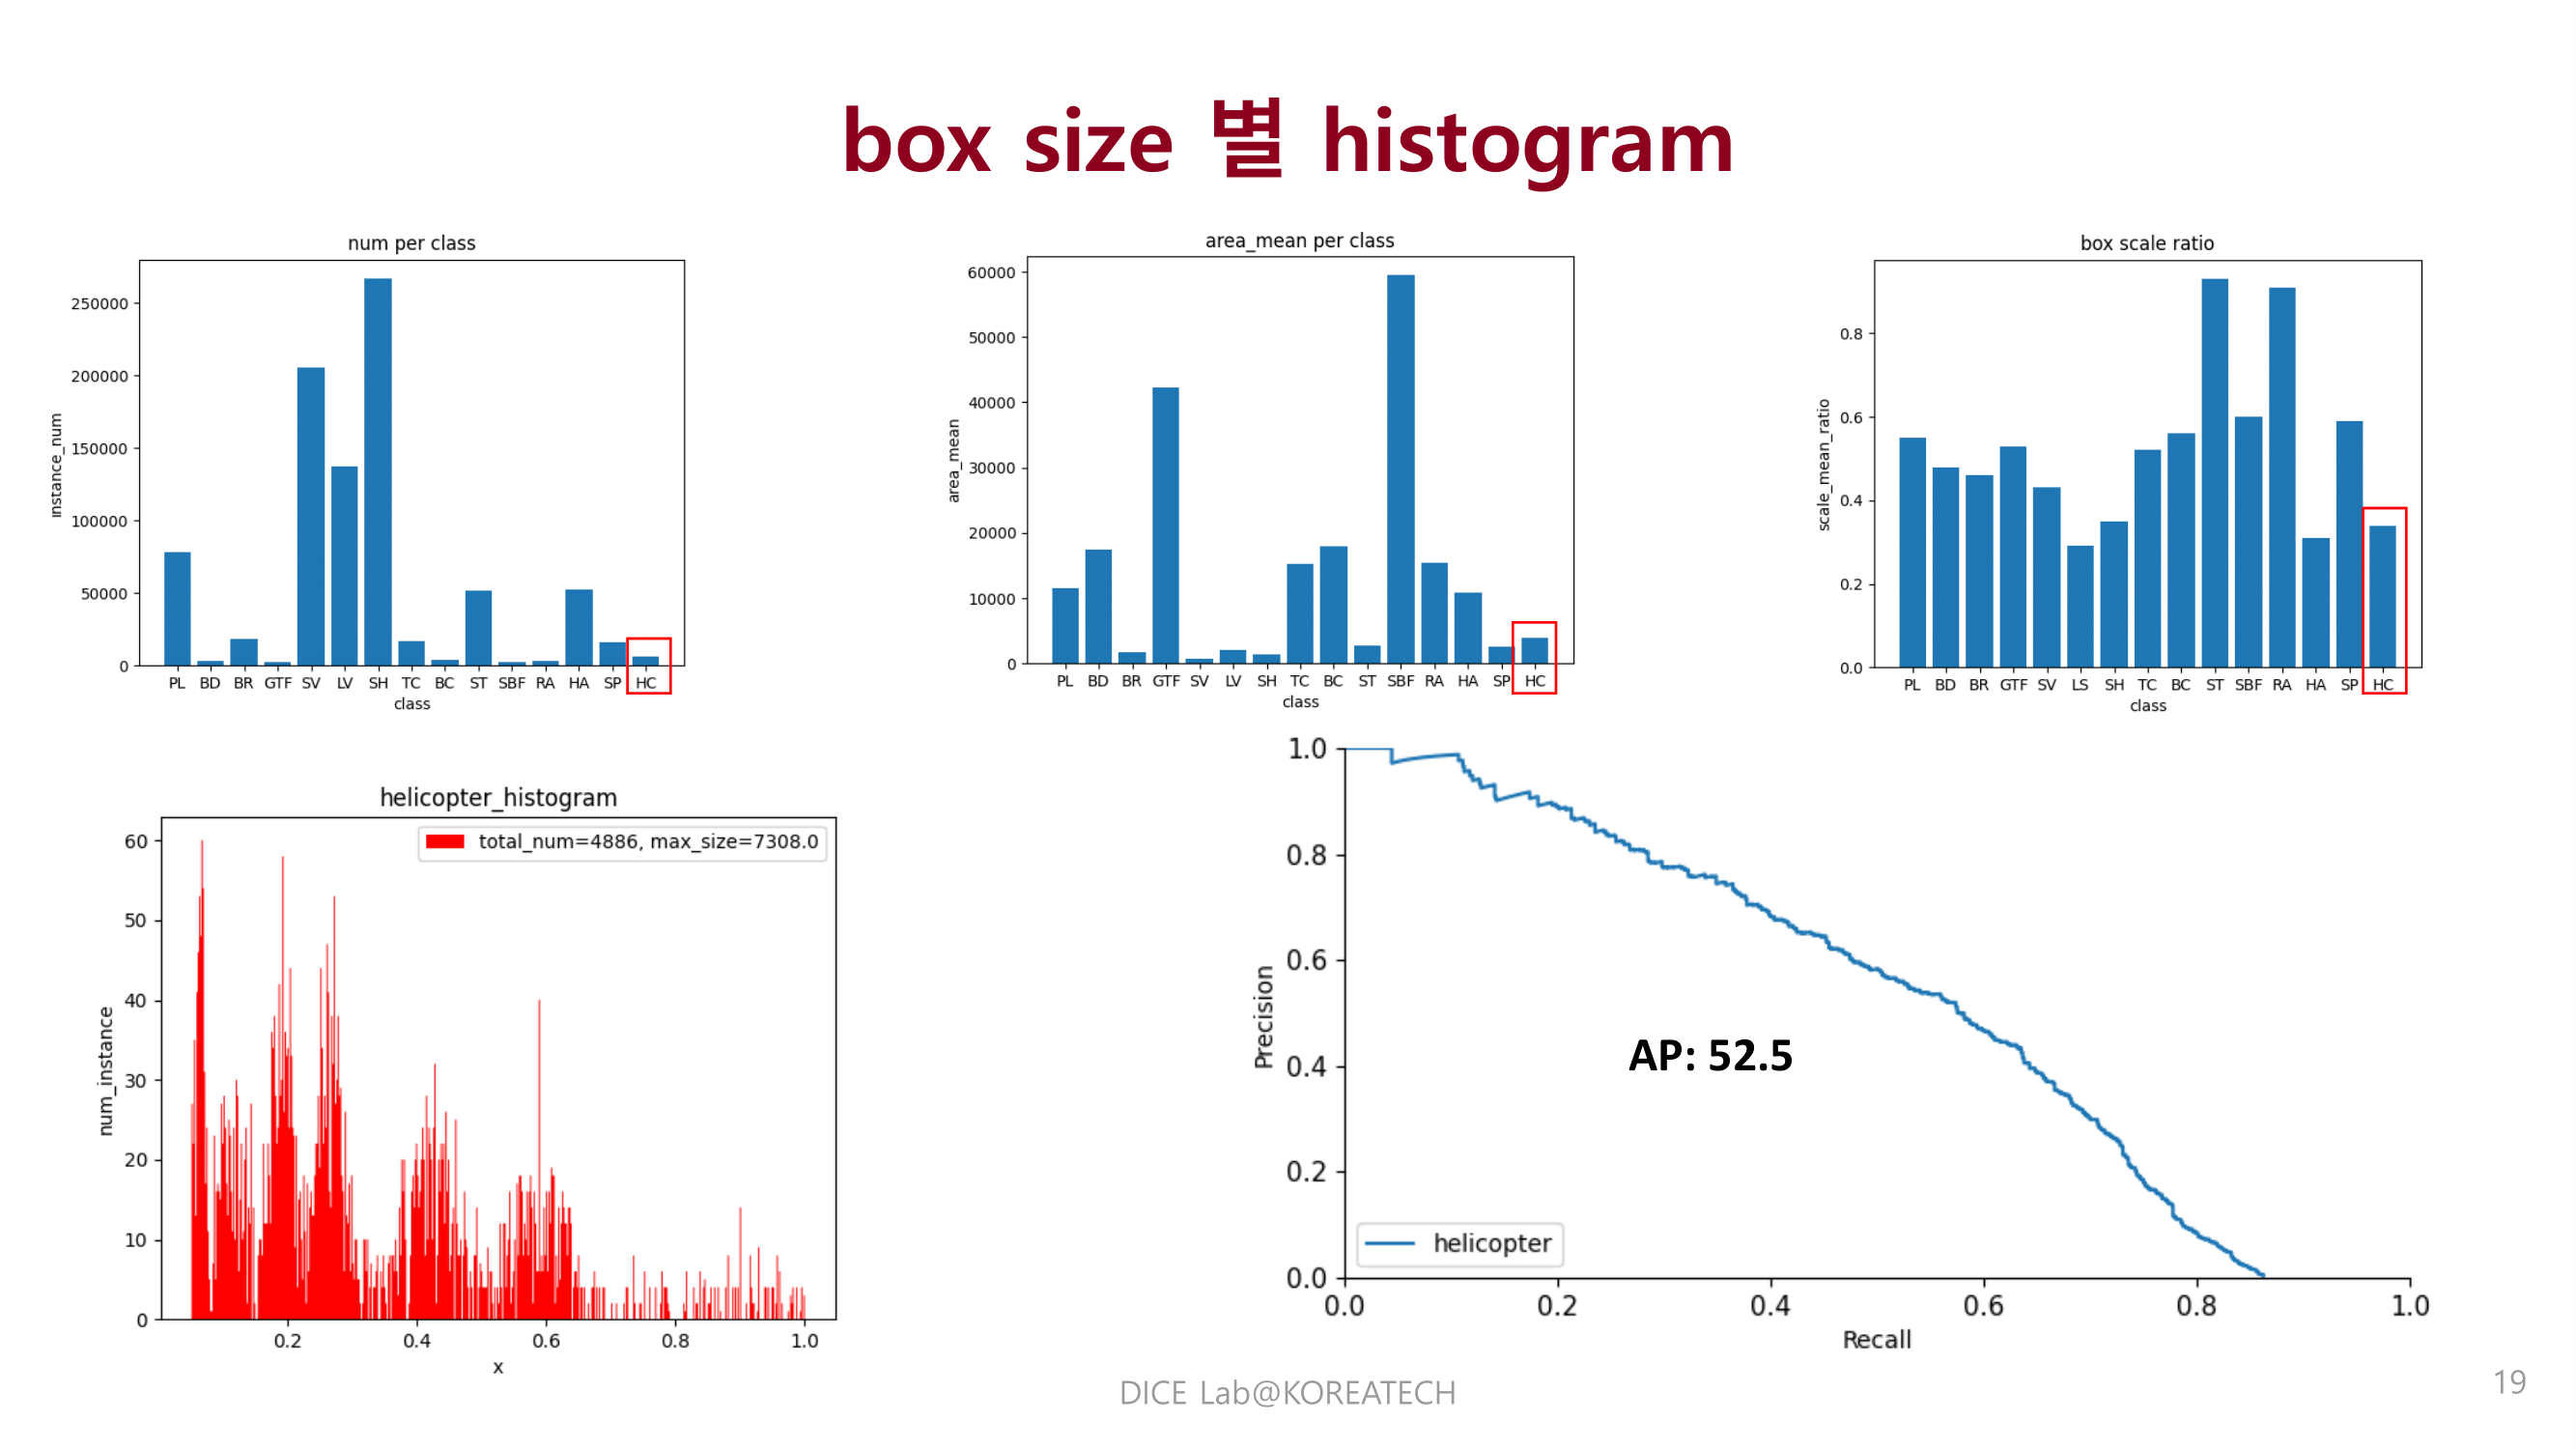 box size 별 histogram
num per class
250000
200000
150000
100000
50000
0
instance_num
PL BD BR GTF SV LV SH TC BC ST SBF RA HA SP HC
class
area_mean per class
60000
50000
40000
30000
20000
10000
0
area_mean
PL BD BR GTF SV LV SH TC BC ST SBF RA HA SP HC
class
box scale ratio
0.8
0.6
0.4
0.2
0.0
scale_mean_ratio
PL BD BR GTF SV LS SH TC BC ST SBF RA HA SP HC
class
helicopter_histogram
total_num=4886, max_size=7308.0
60
50
40
30
20
10
0
num_instance
0.2 0.4 0.6 0.8 1.0
x
1.0
0.8
0.6
0.4
0.2
0.0
Precision
AP: 52.5
helicopter
0.0 0.2 0.4 0.6 0.8 1.0
Recall
DICE Lab@KOREATECH
19